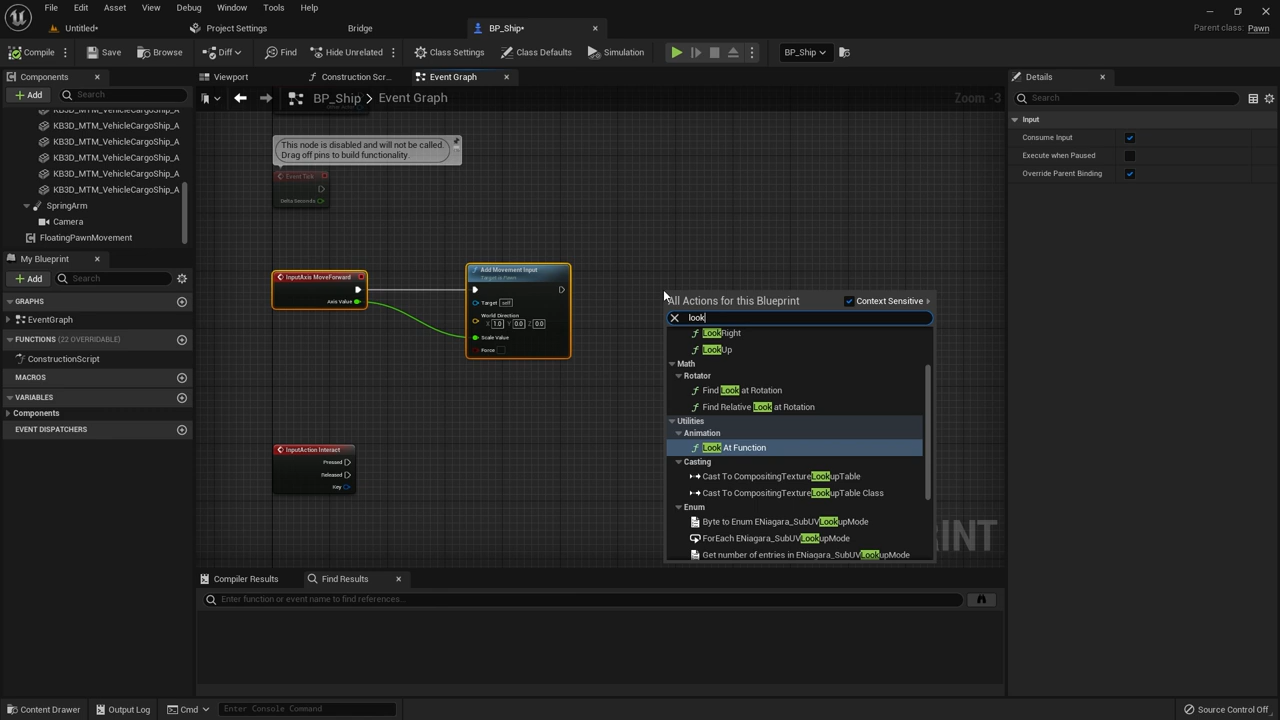 File Edit Asset View Debug Window Tools Help
Untitled* Project Settings Bridge BP_Ship* Parent class: Pawn
Compile Save Browse Diff Find Hide Unrelated Class Settings Class Defaults Simulation BP_Ship
Components Viewport Construction Scr... Event Graph Details
Add Search BP_Ship > Event Graph Zoom -3 Search
KB3D_MTM_VehicleCargoShip_A
KB3D_MTM_VehicleCargoShip_A
KB3D_MTM_VehicleCargoShip_A
KB3D_MTM_VehicleCargoShip_A
KB3D_MTM_VehicleCargoShip_A
KB3D_MTM_VehicleCargoShip_A
SpringArm
Camera
FloatingPawnMovement
My Blueprint
Add Search
GRAPHS
EventGraph
FUNCTIONS (22 OVERRIDABLE)
ConstructionScript
MACROS
VARIABLES
Components
EVENT DISPATCHERS
This node is disabled and will not be called.
Drag off pins to build functionality.
Event Tick
Delta Seconds
InputAxis MoveForward
Axis Value
Add Movement Input
Target is Pawn
Target self
World Direction
X 1.0 Y 0.0 Z 0.0
Scale Value
Force
InputAction Interact
Pressed
Released
Key
All Actions for this Blueprint Context Sensitive
look
LookRight
LookUp
Math
Rotator
Find Look at Rotation
Find Relative Look at Rotation
Utilities
Animation
Look At Function
Casting
Cast To CompositingTextureLookupTable
Cast To CompositingTextureLookupTable Class
Enum
Byte to Enum ENiagara_SubUVLookupMode
ForEach ENiagara_SubUVLookupMode
Get number of entries in ENiagara_SubUVLookupMode
Input
Consume Input
Execute when Paused
Override Parent Binding
Compiler Results Find Results
Enter function or event name to find references...
Content Drawer Output Log Cmd Enter Console Command Source Control Off